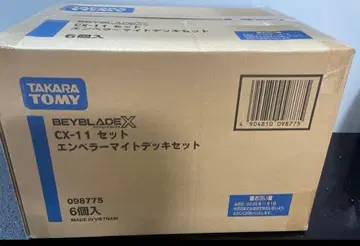 TAKARA
TOMY
BEYBLADE X
CX-11 セット
エンペラーマイトデッキセット
098775
6個入
MADE IN VIETNAM
4 904810 098775
6個入